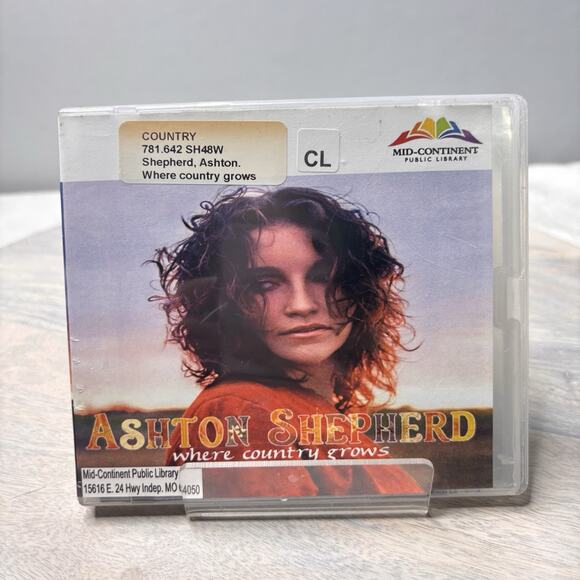 COUNTRY
781.642 SH48W
Shepherd, Ashton.
Where country grows
CL
MID-CONTINENT
PUBLIC LIBRARY
ASHTON SHEPHERD
where country grows
Mid-Continent Public Library
15616 E. 24 Hwy Indep. MO 64050